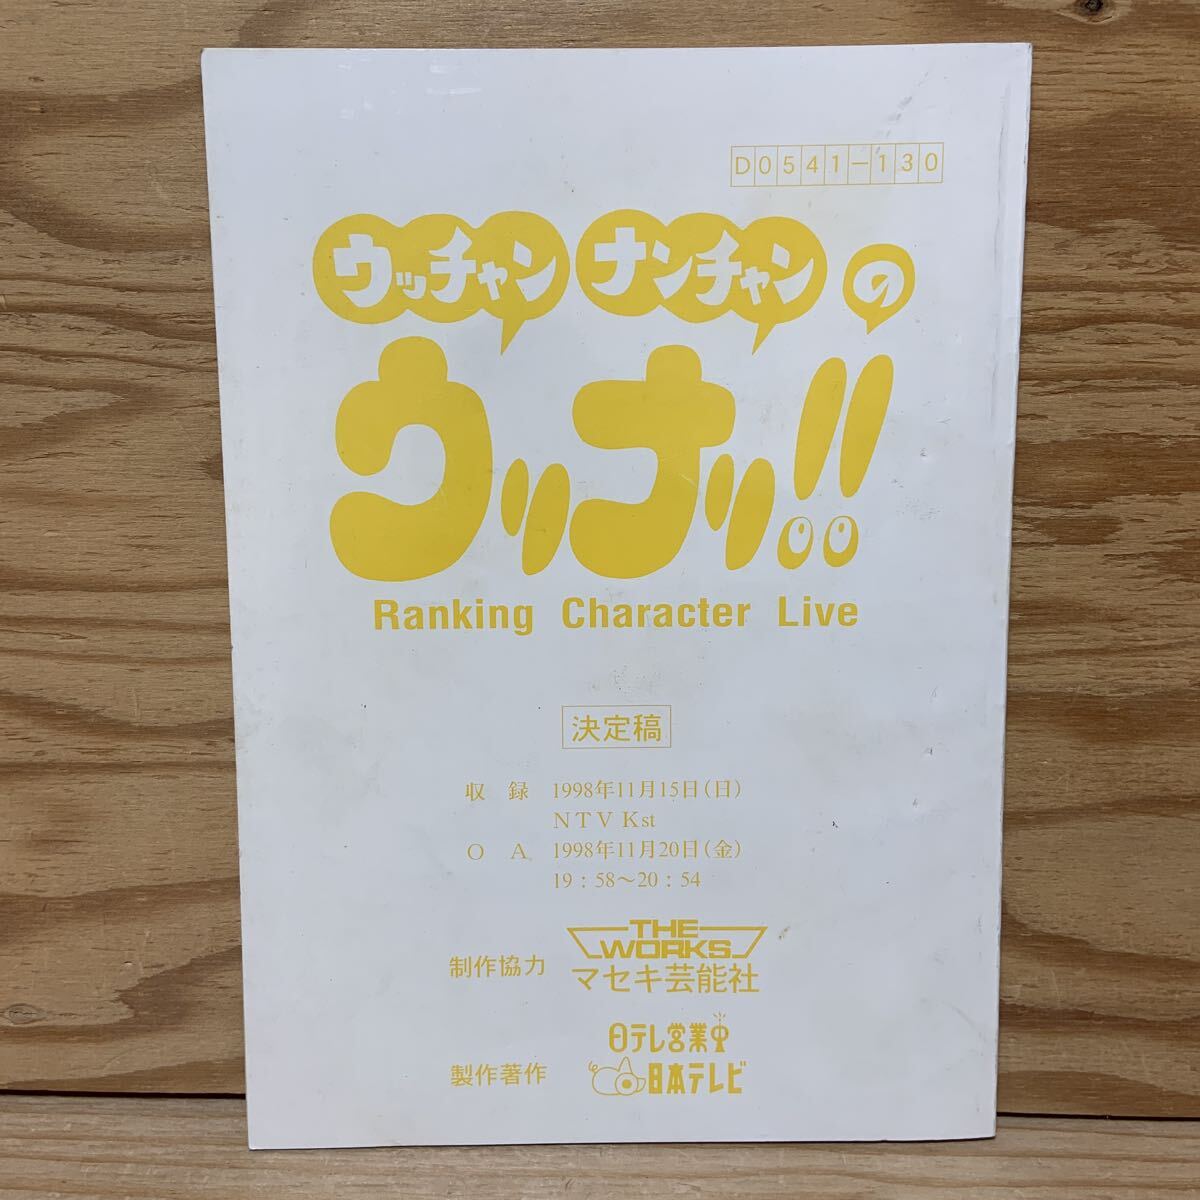 D0541-130
ウッチャンナンチャンの
ウリナリ!!
Ranking Character Live
決定稿
収録 1998年11月15日(日)
NTV Kst
OA 1998年11月20日(金)
19:58〜20:54
THE
WORKS
制作協力
マセキ芸能社
日テレ営業中
製作著作 日本テレビ